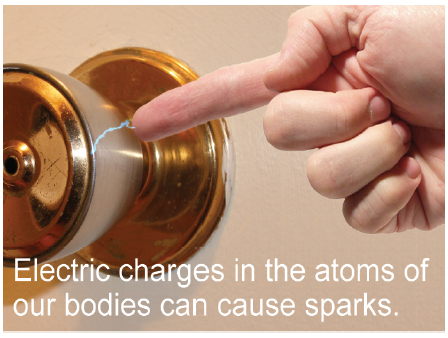 Electric charges in the atoms of
our bodies can cause sparks.